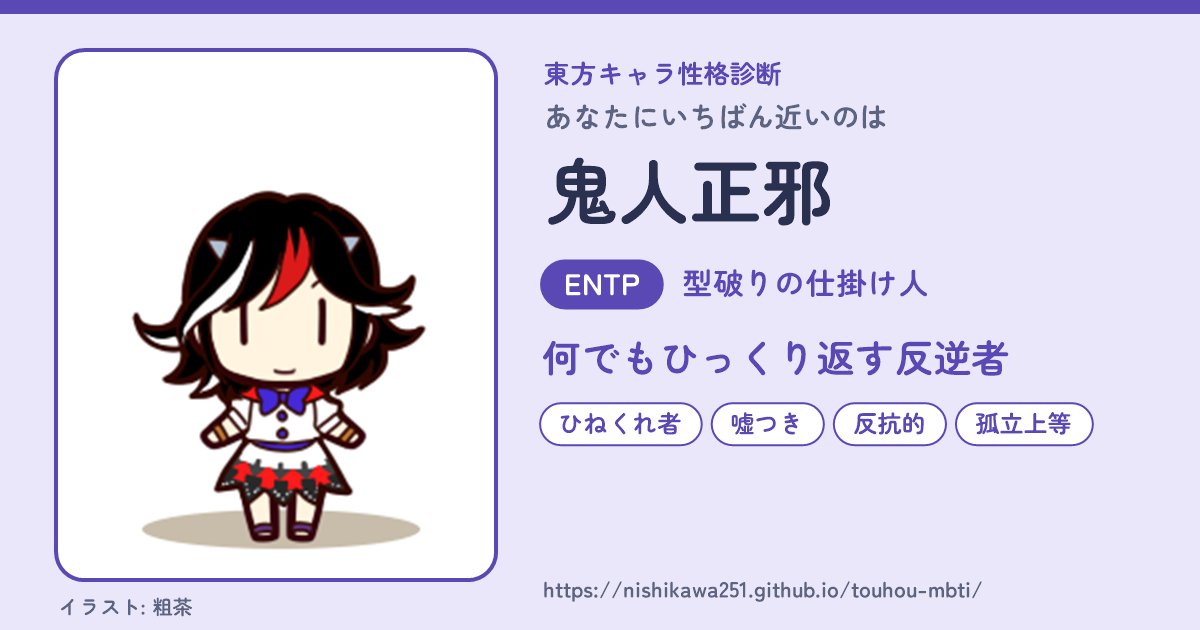 東方キャラ性格診断
あなたにいちばん近いのは
鬼人正邪
ENTP 型破りの仕掛け人
何でもひっくり返す反逆者
ひねくれ者 嘘つき 反抗的 孤立上等
https://nishikawa251.github.io/touhou-mbti/
イラスト: 粗茶